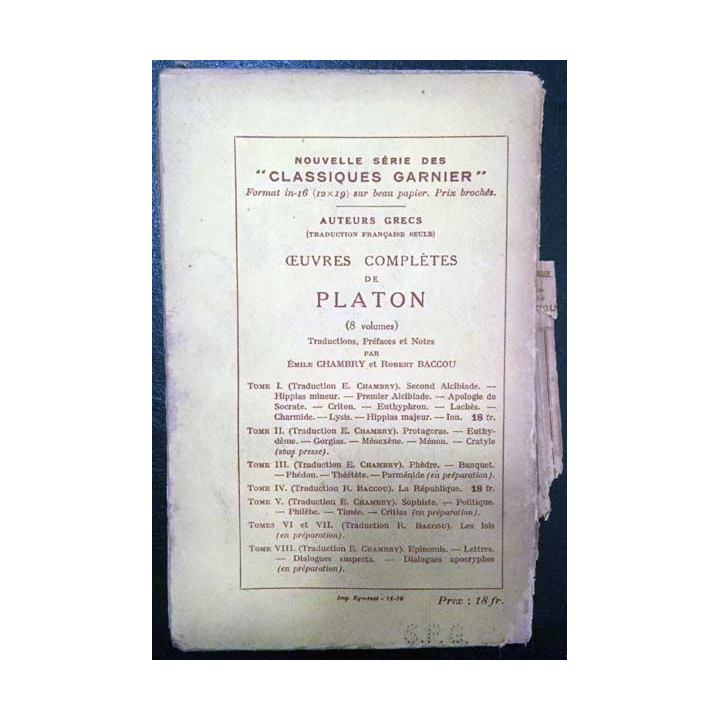 NOUVELLE SÉRIE DES
"CLASSIQUES GARNIER"
Format in-16 (12×19) sur beau papier. Prix brochés.
AUTEURS GRECS
(TRADUCTION FRANÇAISE SEULE)
ŒUVRES COMPLÈTES
DE
PLATON
(8 volumes)
Traductions, Préfaces et Notes
PAR
ÉMILE CHAMBRY et ROBERT BACCOU
TOME I. (Traduction E. CHAMBRY). Second Alcibiade. —
Hippias mineur. — Premier Alcibiade. — Apologie de
Socrate. — Criton. — Euthyphron. — Lachès. —
Charmide. — Lysis. — Hippias majeur. — Ion. 18 fr.
TOME II. (Traduction E. CHAMBRY). Protagoras. — Euthy-
dème. — Gorgias. — Ménexène. — Ménon. — Cratyle
(sous presse).
TOME III. (Traduction E. CHAMBRY). Phèdre. — Banquet.
— Phédon. — Théétète. — Parménide (en préparation).
TOME IV. (Traduction R. BACCOU). La République. 18 fr.
TOME V. (Traduction E. CHAMBRY). Sophiste. — Politique.
— Philèbe. — Timée. — Critias (en préparation).
TOMES VI et VII. (Traduction R. BACCOU). Les lois
(en préparation).
TOME VIII. (Traduction E. CHAMBRY). Epinomis. — Lettres.
— Dialogues suspects. — Dialogues apocryphes
(en préparation).
Imp.
Prix : 18 fr.
S.P.G.